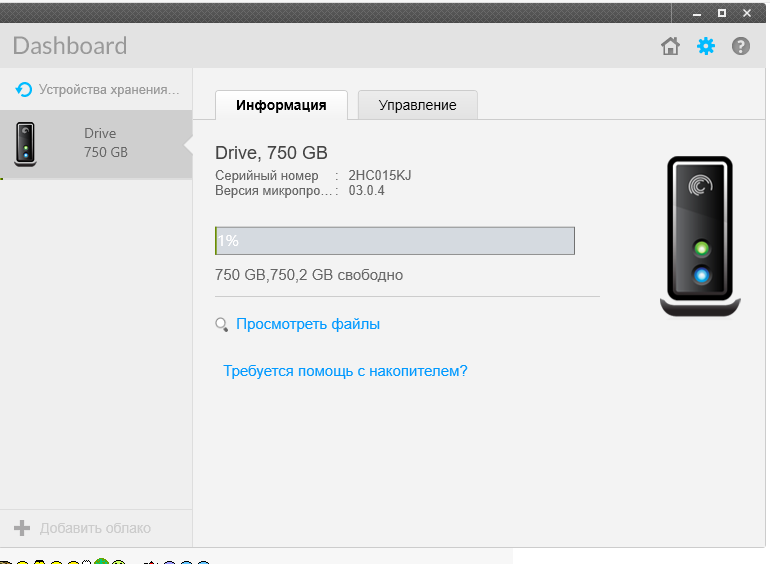 Dashboard
Устройства хранения...
Drive
750 GB
Информация
Управление
Drive, 750 GB
Серийный номер : 2HC015KJ
Версия микропро... : 03.0.4
1%
750 GB,750,2 GB свободно
Просмотреть файлы
Требуется помощь с накопителем?
Добавить облако